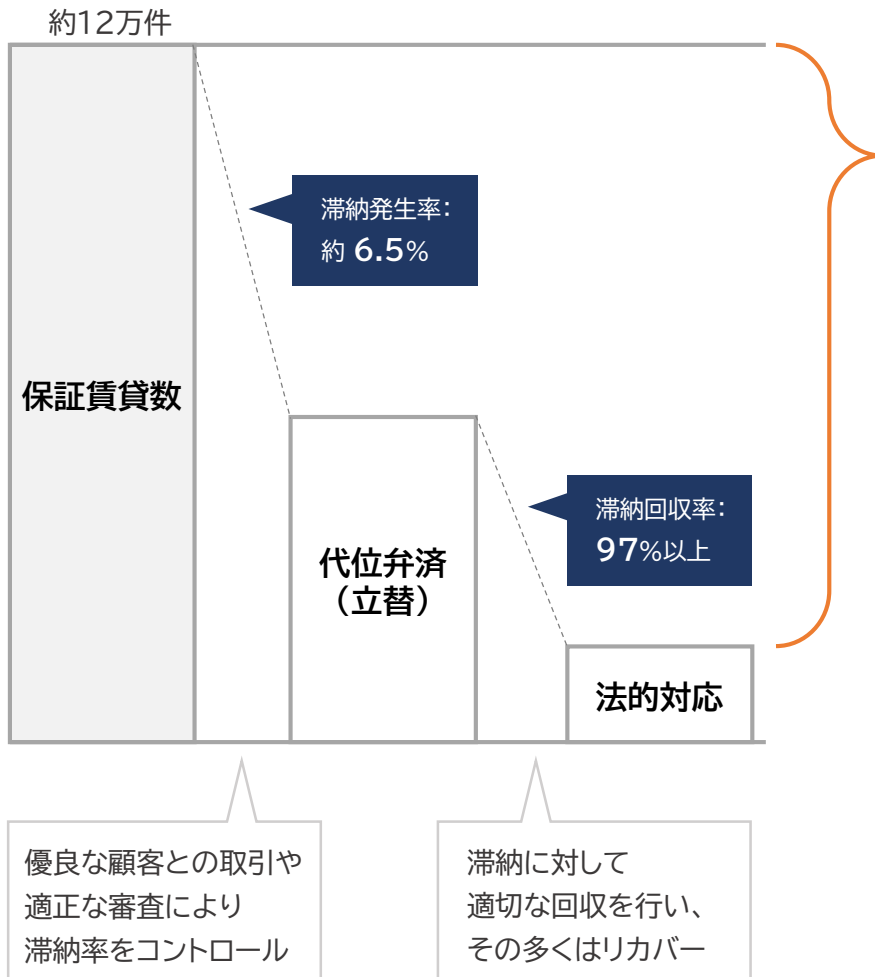 約12万件
滞納発生率：
約 6.5%
保証賃貸数
滞納回収率：
97%以上
代位弁済
（立替）
法的対応
優良な顧客との取引や
適正な審査により
滞納率をコントロール
滞納に対して
適切な回収を行い、
その多くはリカバー